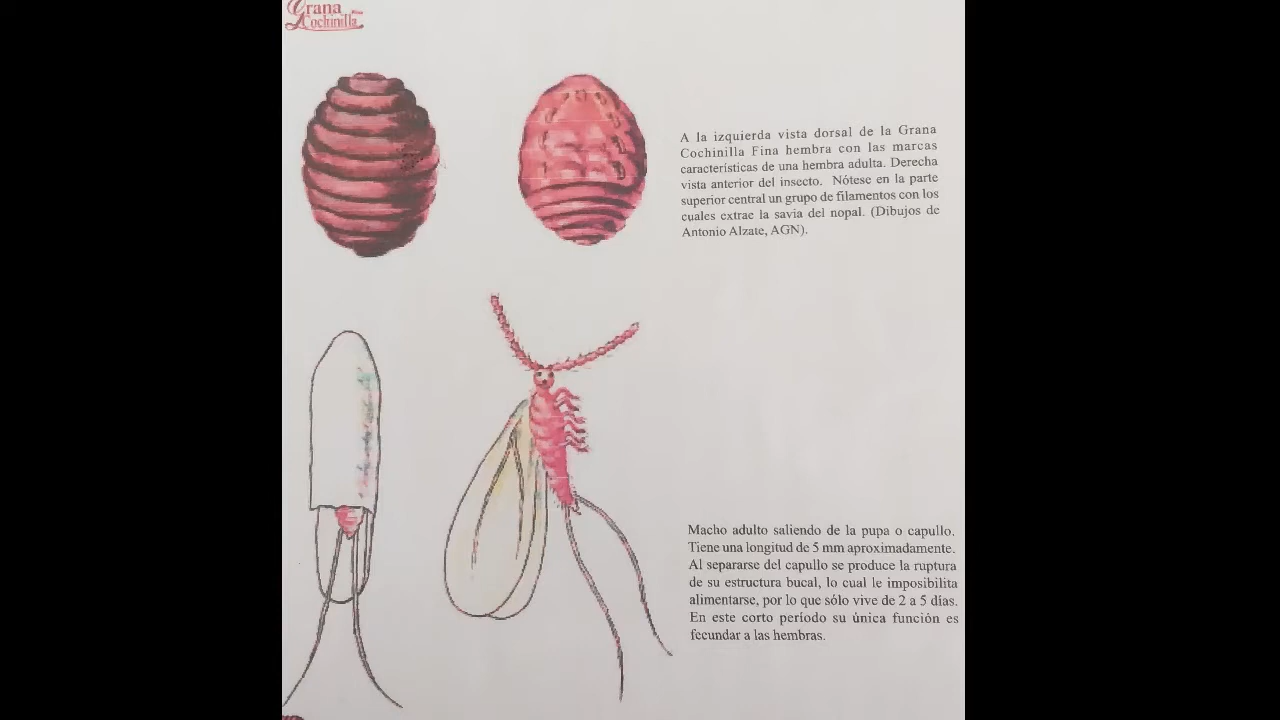 Grana
Cochinilla Fina
A la izquierda vista dorsal de la Grana
Cochinilla Fina hembra con las marcas
características de una hembra adulta. Derecha
vista anterior del insecto. Nótese en la parte
superior central un grupo de filamentos con los
cuales extrae la savia del nopal. (Dibujos de
Antonio Alzate, AGN).
Macho adulto saliendo de la pupa o capullo.
Tiene una longitud de 5 mm aproximadamente.
Al separarse del capullo se produce la ruptura
de su estructura bucal, lo cual le imposibilita
alimentarse, por lo que sólo vive de 2 a 5 días.
En este corto período su única función es
fecundar a las hembras.